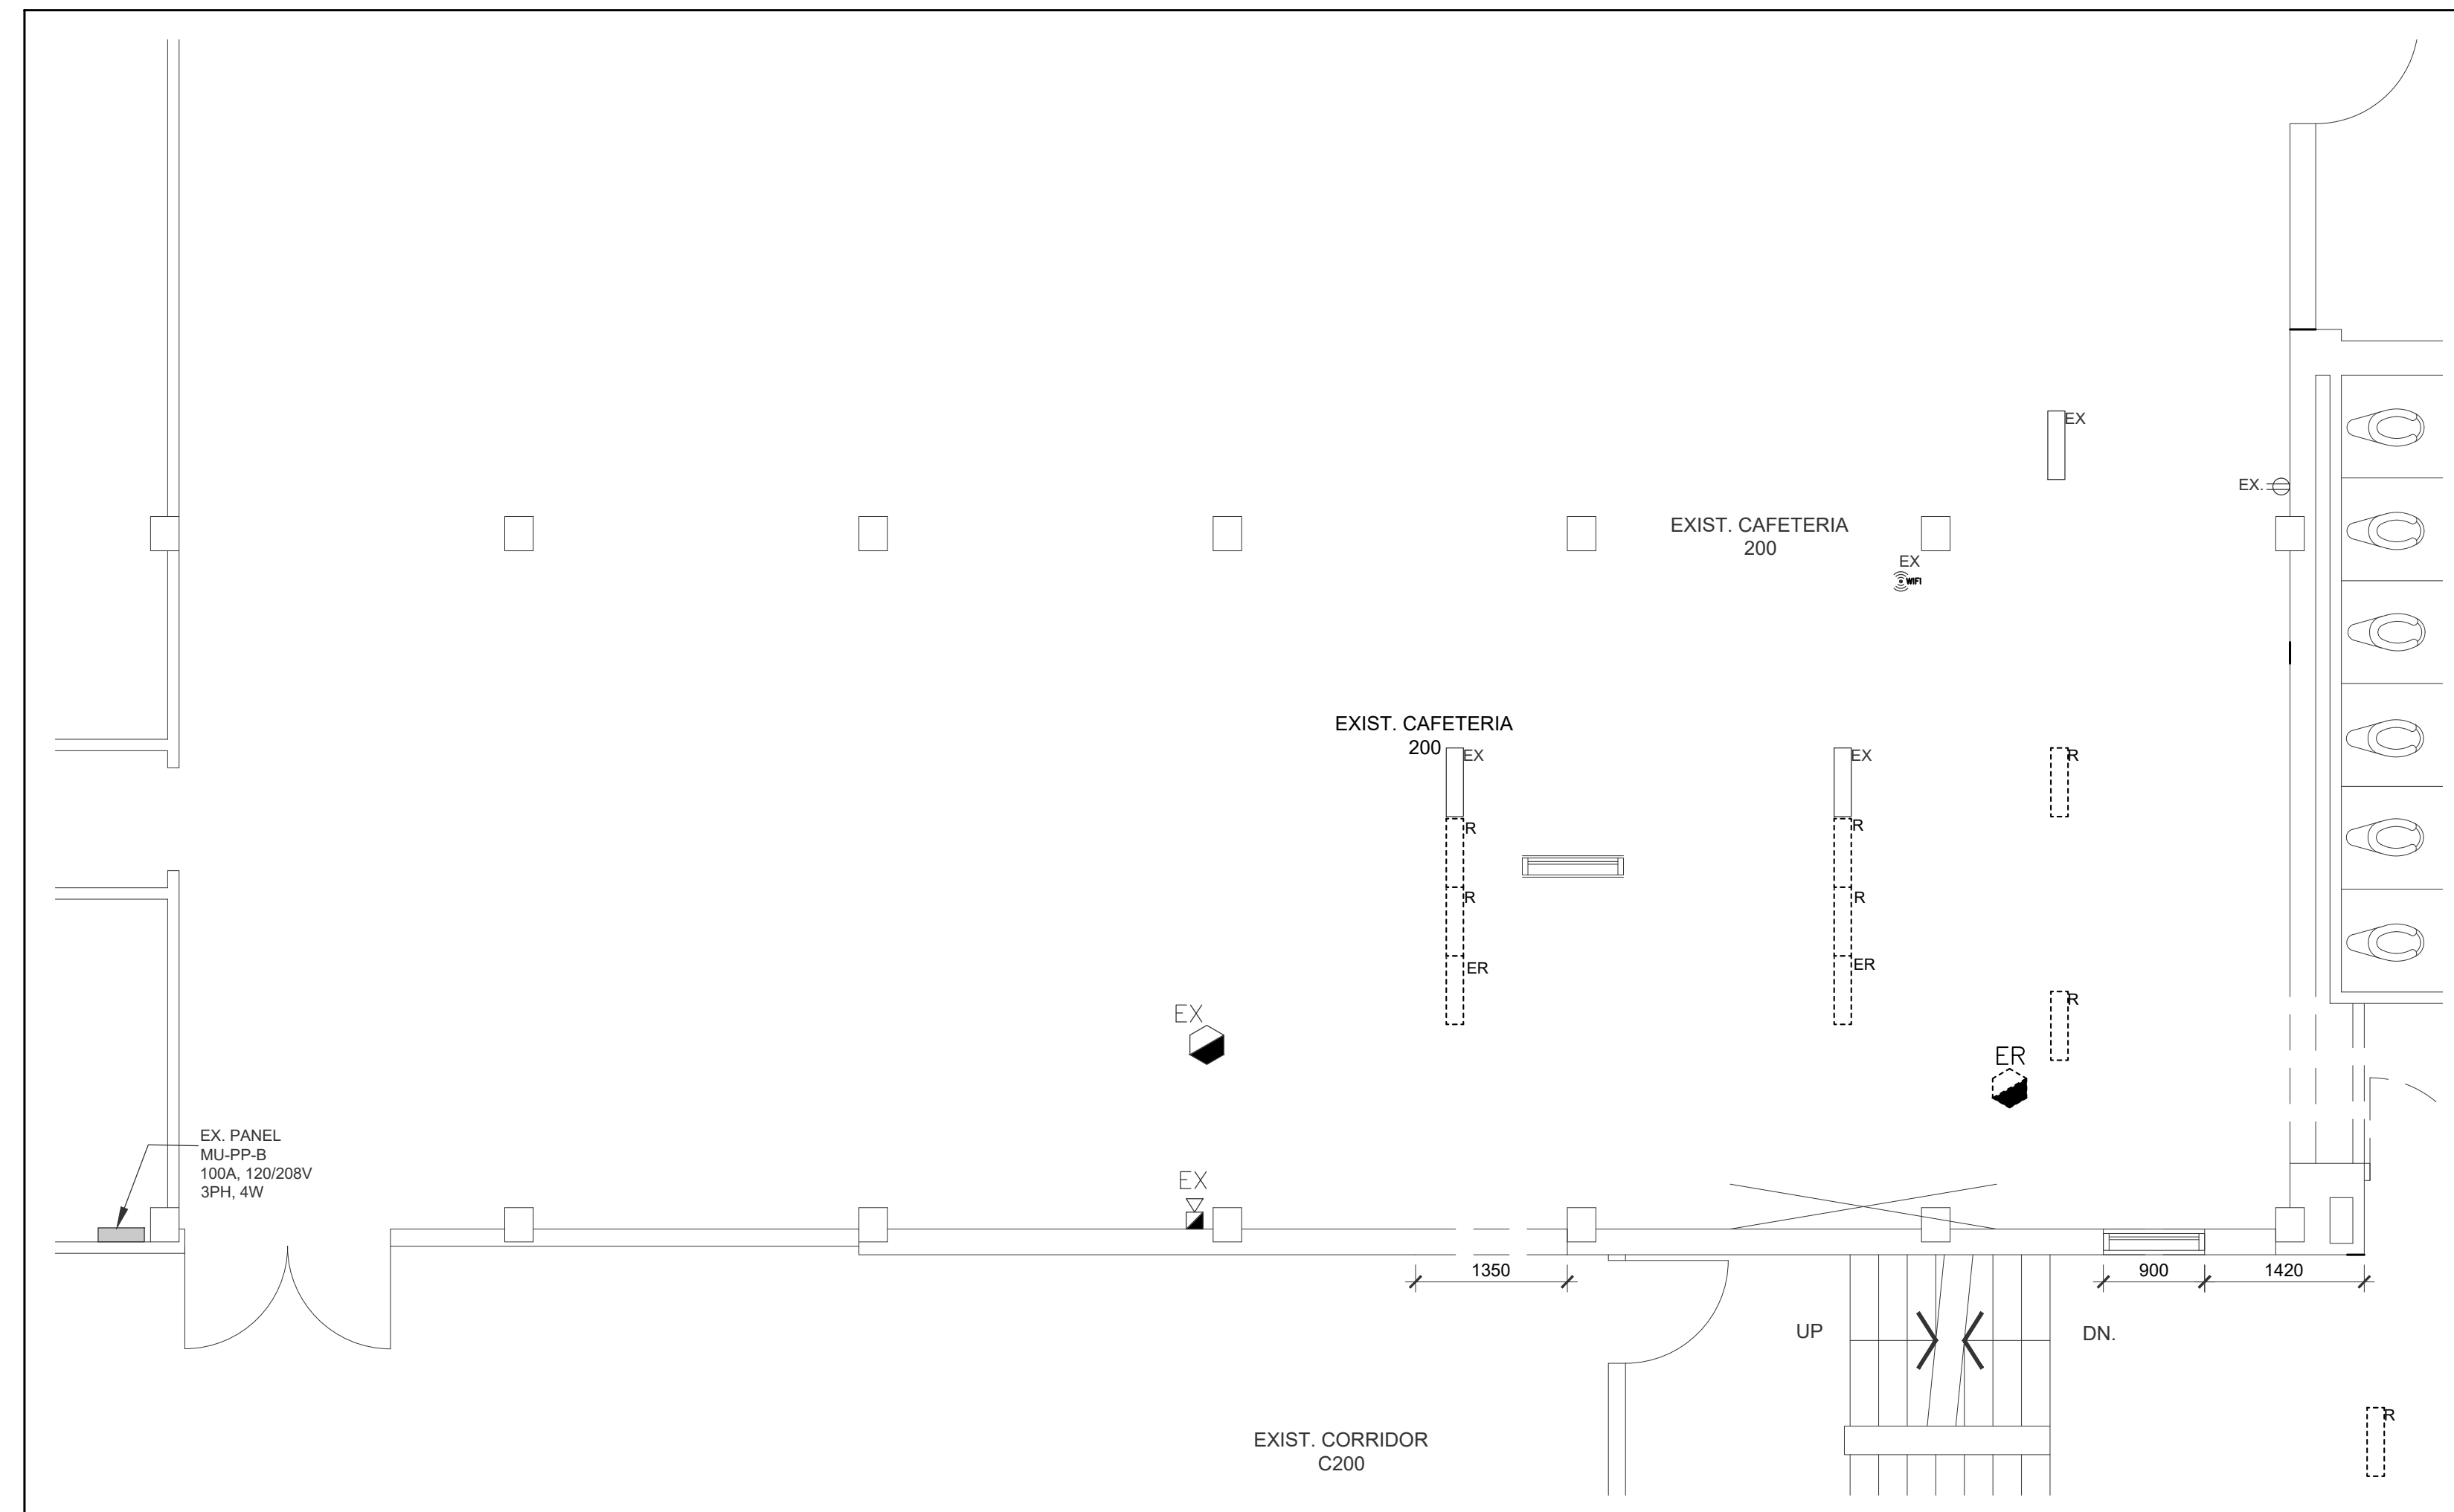 EX
EX.
EXIST. CAFETERIA
200
EX
WIFI
EXIST. CAFETERIA
200
EX
EX
R
R
R
R
R
ER
ER
R
EX
ER
EX. PANEL
MU-PP-B
100A, 120/208V
3PH, 4W
EX
1350
900
1420
UP
DN.
R
EXIST. CORRIDOR
C200